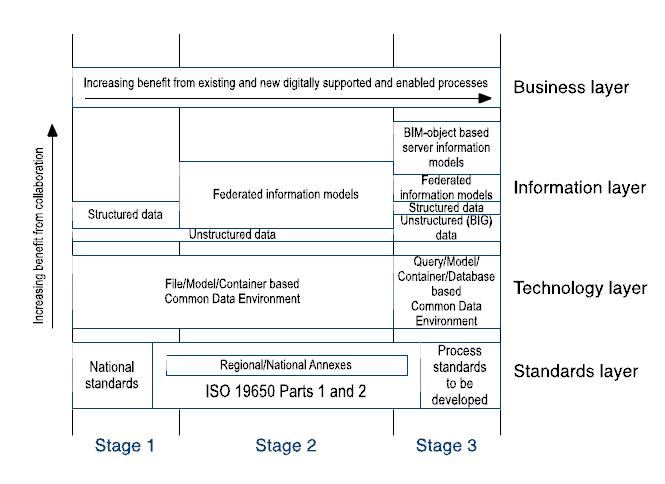 Increasing benefit from existing and new digitally supported and enabled processes
Business layer
Increasing benefit from collaboration
BIM-object based
server information
models
Federated information models
Federated
information models
Information layer
Structured data
Structured data
Unstructured data
Unstructured (BIG)
data
File/Model/Container based
Common Data Environment
Query/Model/
Container/Database
based
Common Data
Environment
Technology layer
National
standards
Regional/National Annexes
ISO 19650 Parts 1 and 2
Process
standards
to be
developed
Standards layer
Stage 1
Stage 2
Stage 3